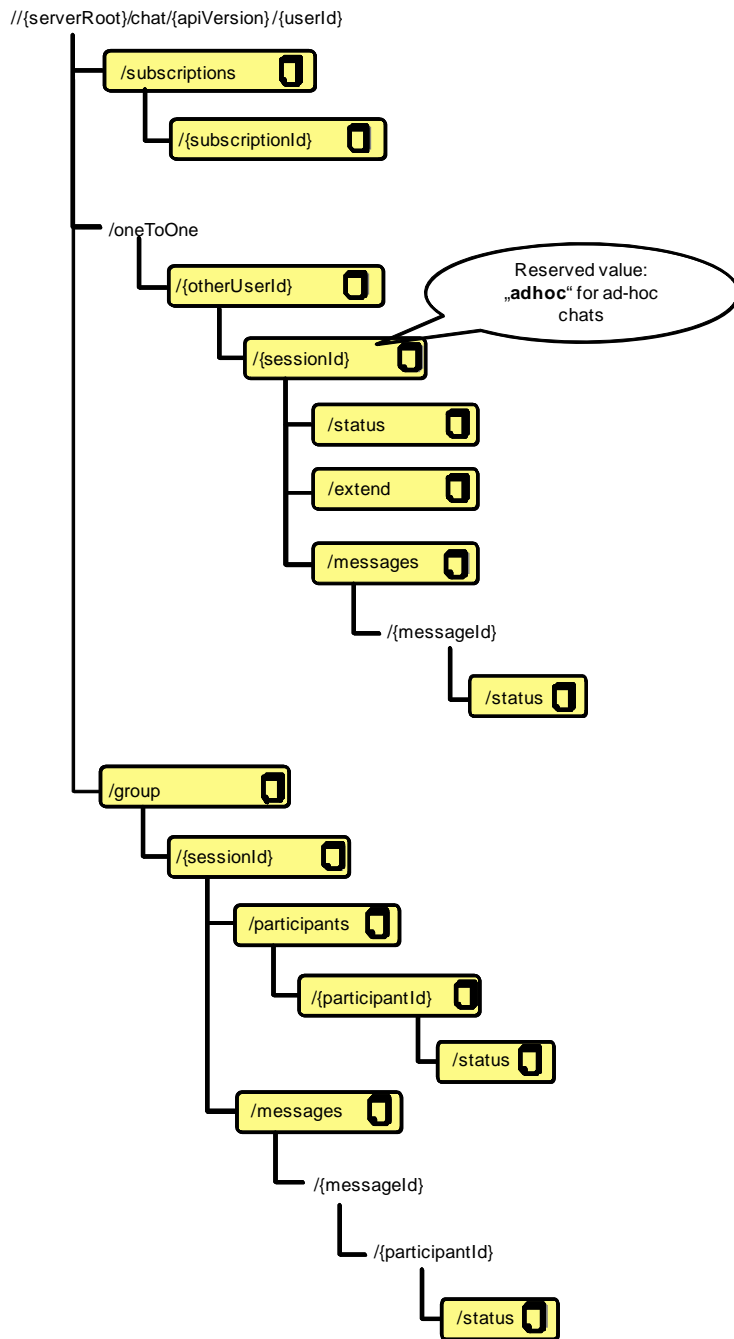 //{serverRoot}/chat/{apiVersion}/{userId}
/subscriptions
/{subscriptionId}
/oneToOne
/{otherUserId}
Reserved value:
„adhoc“ for ad-hoc
chats
/{sessionId}
/status
/extend
/messages
/{messageId}
/status
/group
/{sessionId}
/participants
/{participantId}
/status
/messages
/{messageId}
/{participantId}
/status